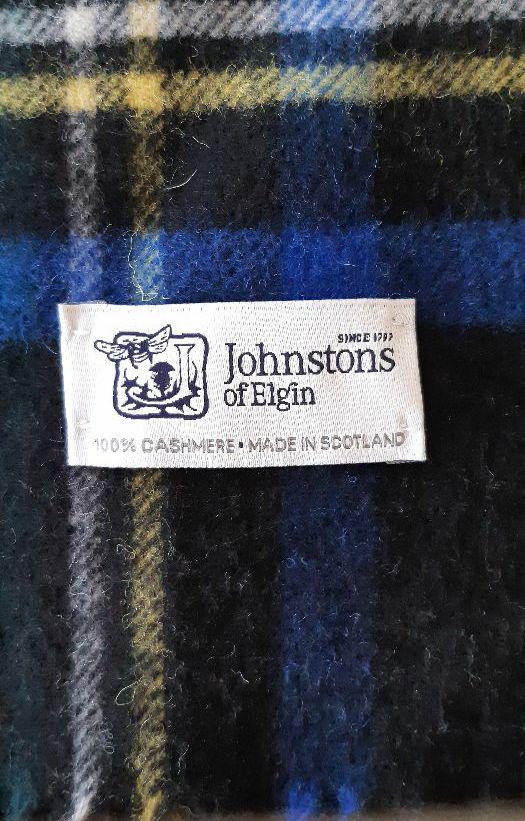 SINCE 1797
Johnstons
of Elgin
100% CASHMERE • MADE IN SCOTLAND